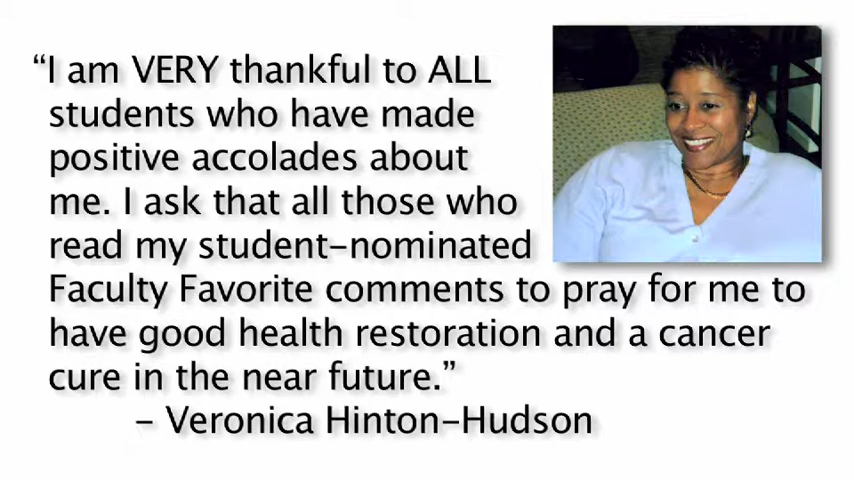 “I am VERY thankful to ALL
students who have made
positive accolades about
me. I ask that all those who
read my student-nominated
Faculty Favorite comments to pray for me to
have good health restoration and a cancer
cure in the near future.”
– Veronica Hinton-Hudson